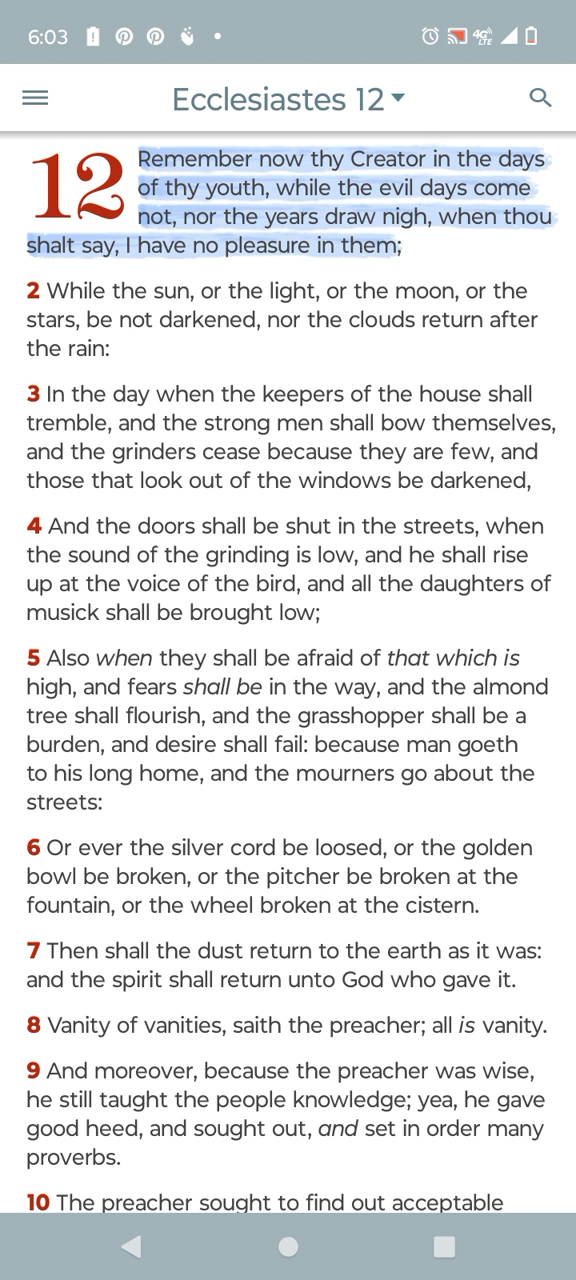 6:03
4G LTE
Ecclesiastes 12
12 Remember now thy Creator in the days
of thy youth, while the evil days come
not, nor the years draw nigh, when thou
shalt say, I have no pleasure in them;
2 While the sun, or the light, or the moon, or the
stars, be not darkened, nor the clouds return after
the rain:
3 In the day when the keepers of the house shall
tremble, and the strong men shall bow themselves,
and the grinders cease because they are few, and
those that look out of the windows be darkened,
4 And the doors shall be shut in the streets, when
the sound of the grinding is low, and he shall rise
up at the voice of the bird, and all the daughters of
musick shall be brought low;
5 Also when they shall be afraid of that which is
high, and fears shall be in the way, and the almond
tree shall flourish, and the grasshopper shall be a
burden, and desire shall fail: because man goeth
to his long home, and the mourners go about the
streets:
6 Or ever the silver cord be loosed, or the golden
bowl be broken, or the pitcher be broken at the
fountain, or the wheel broken at the cistern.
7 Then shall the dust return to the earth as it was:
and the spirit shall return unto God who gave it.
8 Vanity of vanities, saith the preacher; all is vanity.
9 And moreover, because the preacher was wise,
he still taught the people knowledge; yea, he gave
good heed, and sought out, and set in order many
proverbs.
10 The preacher sought to find out acceptable